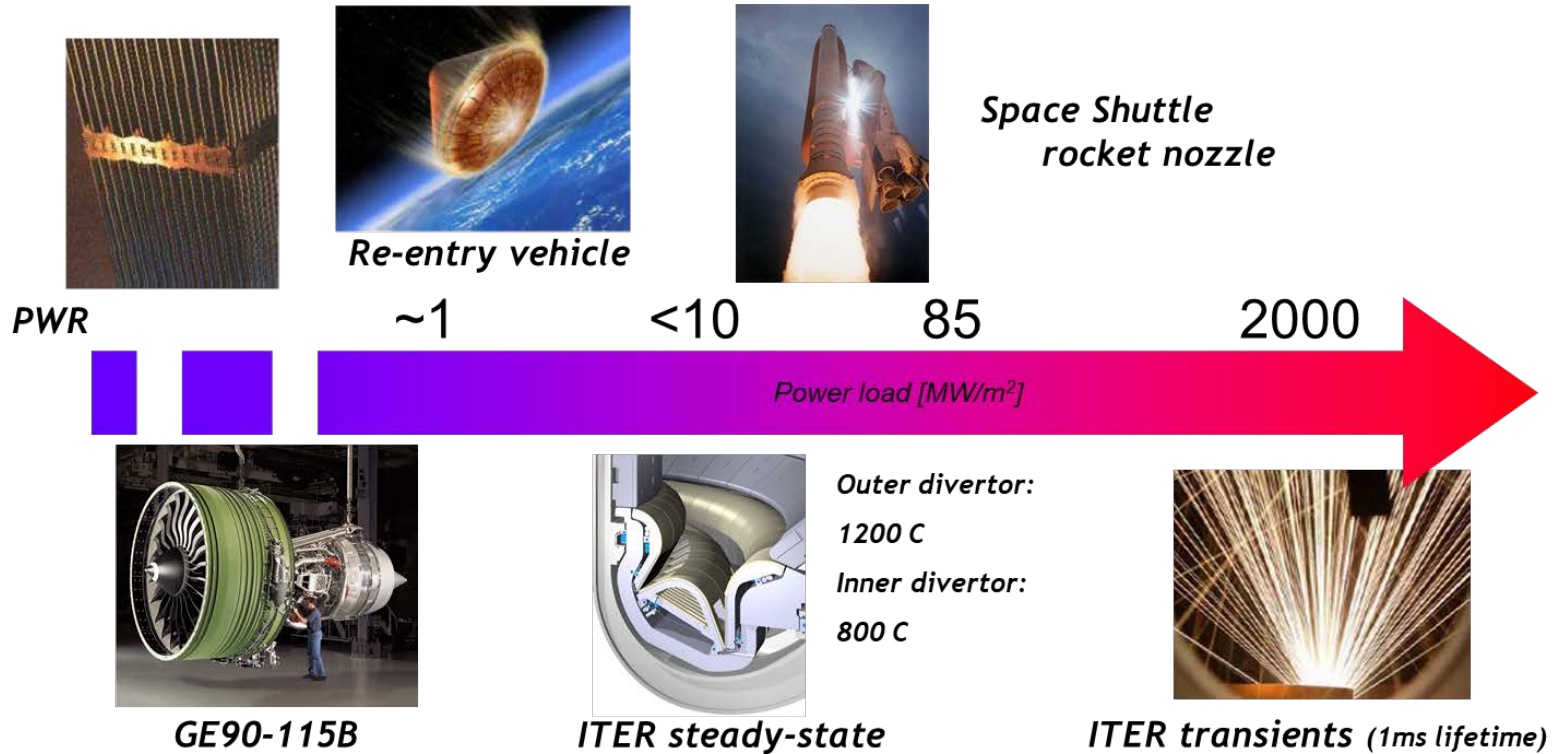 Space Shuttle
rocket nozzle
Re-entry vehicle
PWR
~1
<10
85
2000
Power load [MW/m²]
Outer divertor:
1200 C
Inner divertor:
800 C
GE90-115B
ITER steady-state
ITER transients (1ms lifetime)